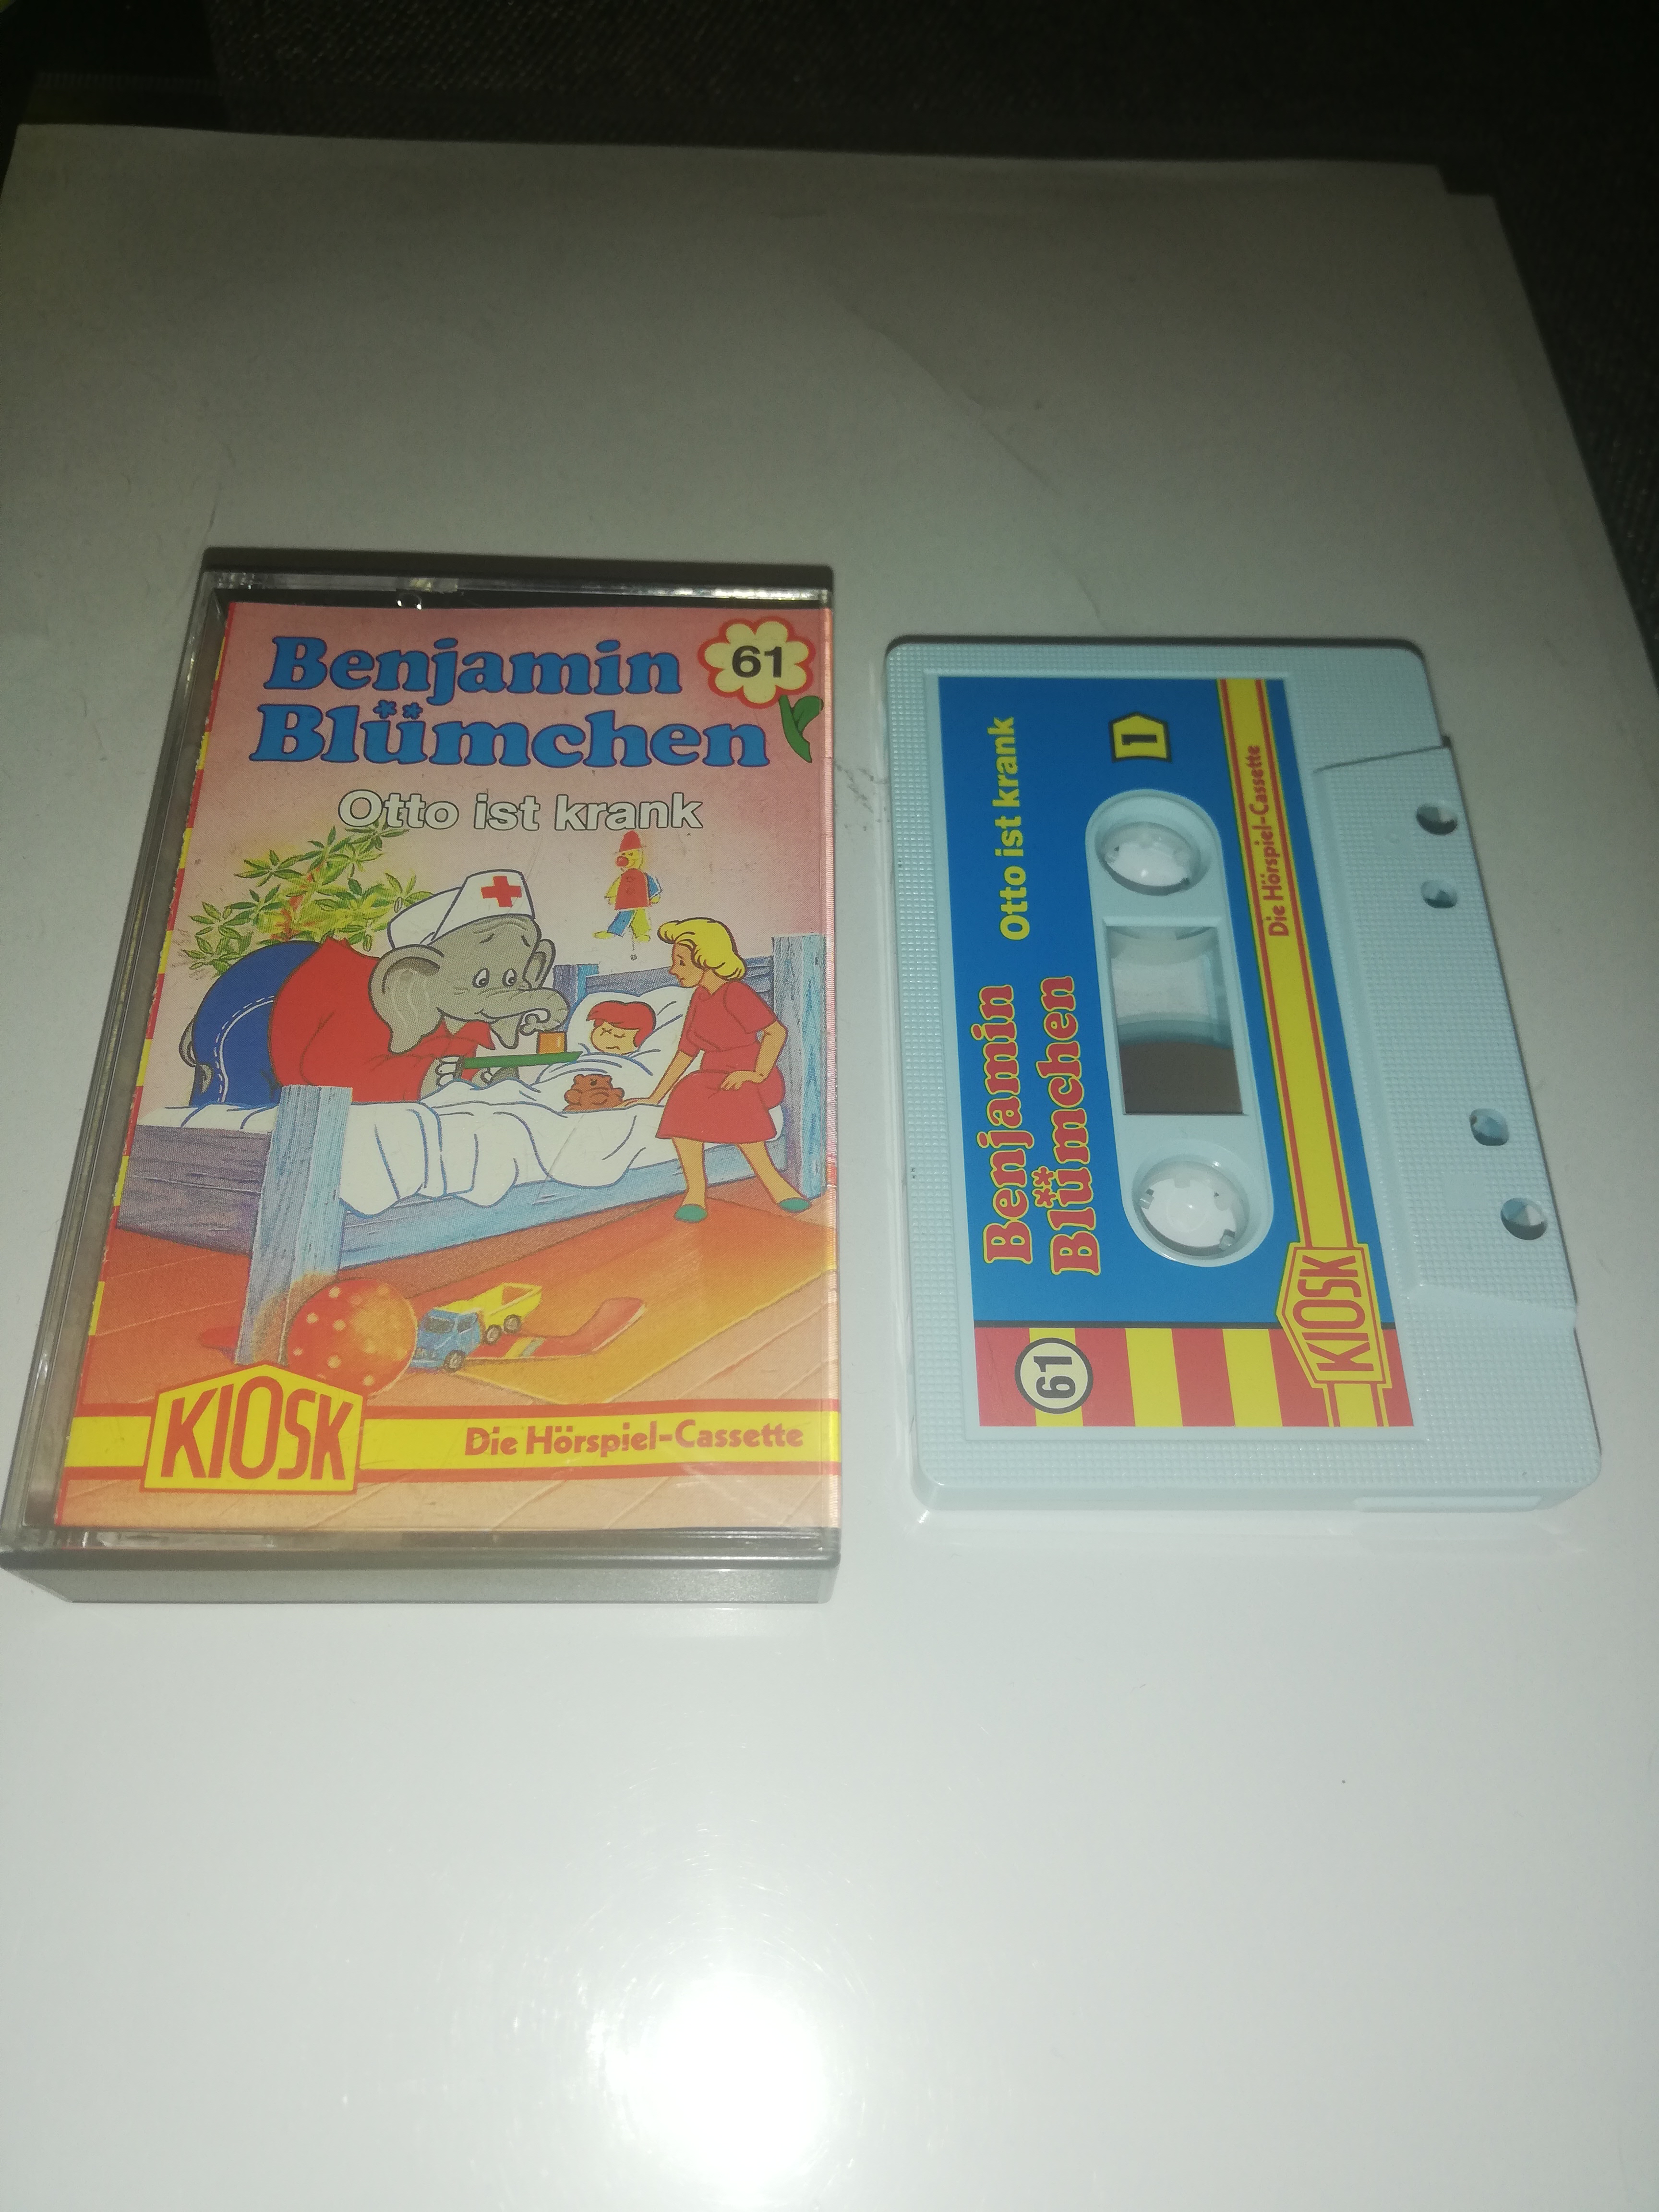 Benjamin
Blümchen
61
Otto ist krank
KIOSK
Die Hörspiel-Cassette
61
Benjamin
Blümchen
Otto ist krank
1
KIOSK
Die Hörspiel-Cassette